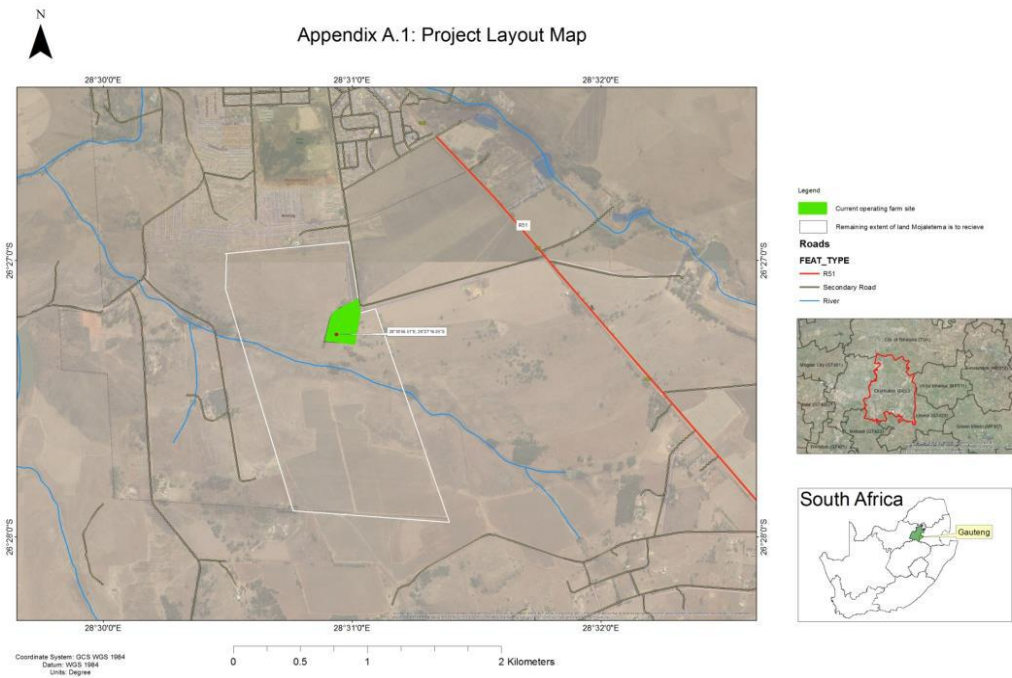 N
Appendix A.1: Project Layout Map
28°30'0"E
28°31'0"E
28°32'0"E
26°27'0"S
26°27'0"S
26°28'0"S
26°28'0"S
R51
28°30'0"E
28°31'0"E
28°32'0"E
Legend
Current operating farm site
Remaining extent of land Mojaletema is to recieve
Roads
FEAT_TYPE
R51
Secondary Road
River
South Africa
Gauteng
Coordinate System: GCS WGS 1984
Datum: WGS 1984
Units: Degree
0 0.5 1 2 Kilometers